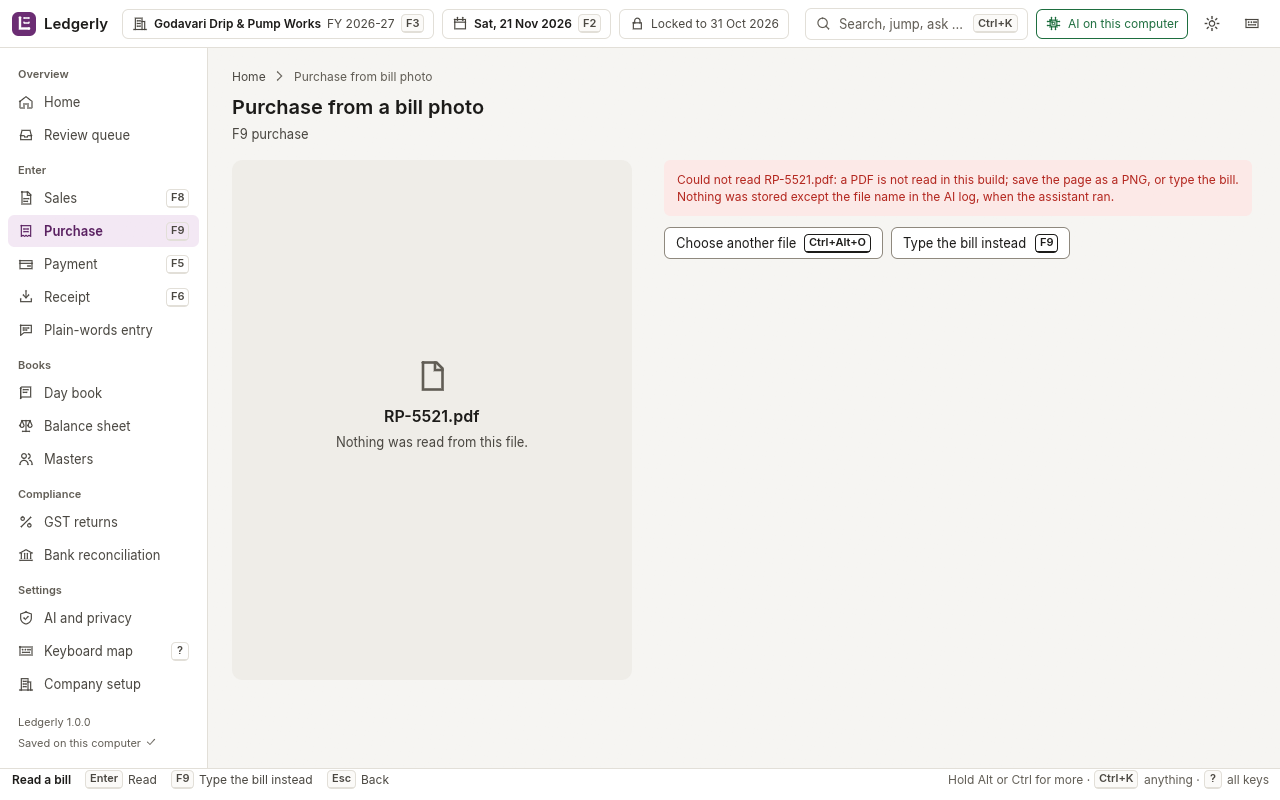 Ledgerly
Godavari Drip & Pump Works FY 2026-27 F3
Sat, 21 Nov 2026 F2
Locked to 31 Oct 2026
Search, jump, ask ... Ctrl+K
AI on this computer
Overview
Home
Review queue
Enter
Sales F8
Purchase F9
Payment F5
Receipt F6
Plain-words entry
Books
Day book
Balance sheet
Masters
Compliance
GST returns
Bank reconciliation
Settings
AI and privacy
Keyboard map ?
Company setup
Ledgerly 1.0.0
Saved on this computer
Home Purchase from bill photo
Purchase from a bill photo
F9 purchase
RP-5521.pdf
Nothing was read from this file.
Could not read RP-5521.pdf: a PDF is not read in this build; save the page as a PNG, or type the bill.
Nothing was stored except the file name in the AI log, when the assistant ran.
Choose another file Ctrl+Alt+O
Type the bill instead F9
Read a bill Enter Read F9 Type the bill instead Esc Back
Hold Alt or Ctrl for more · Ctrl+K anything · ? all keys